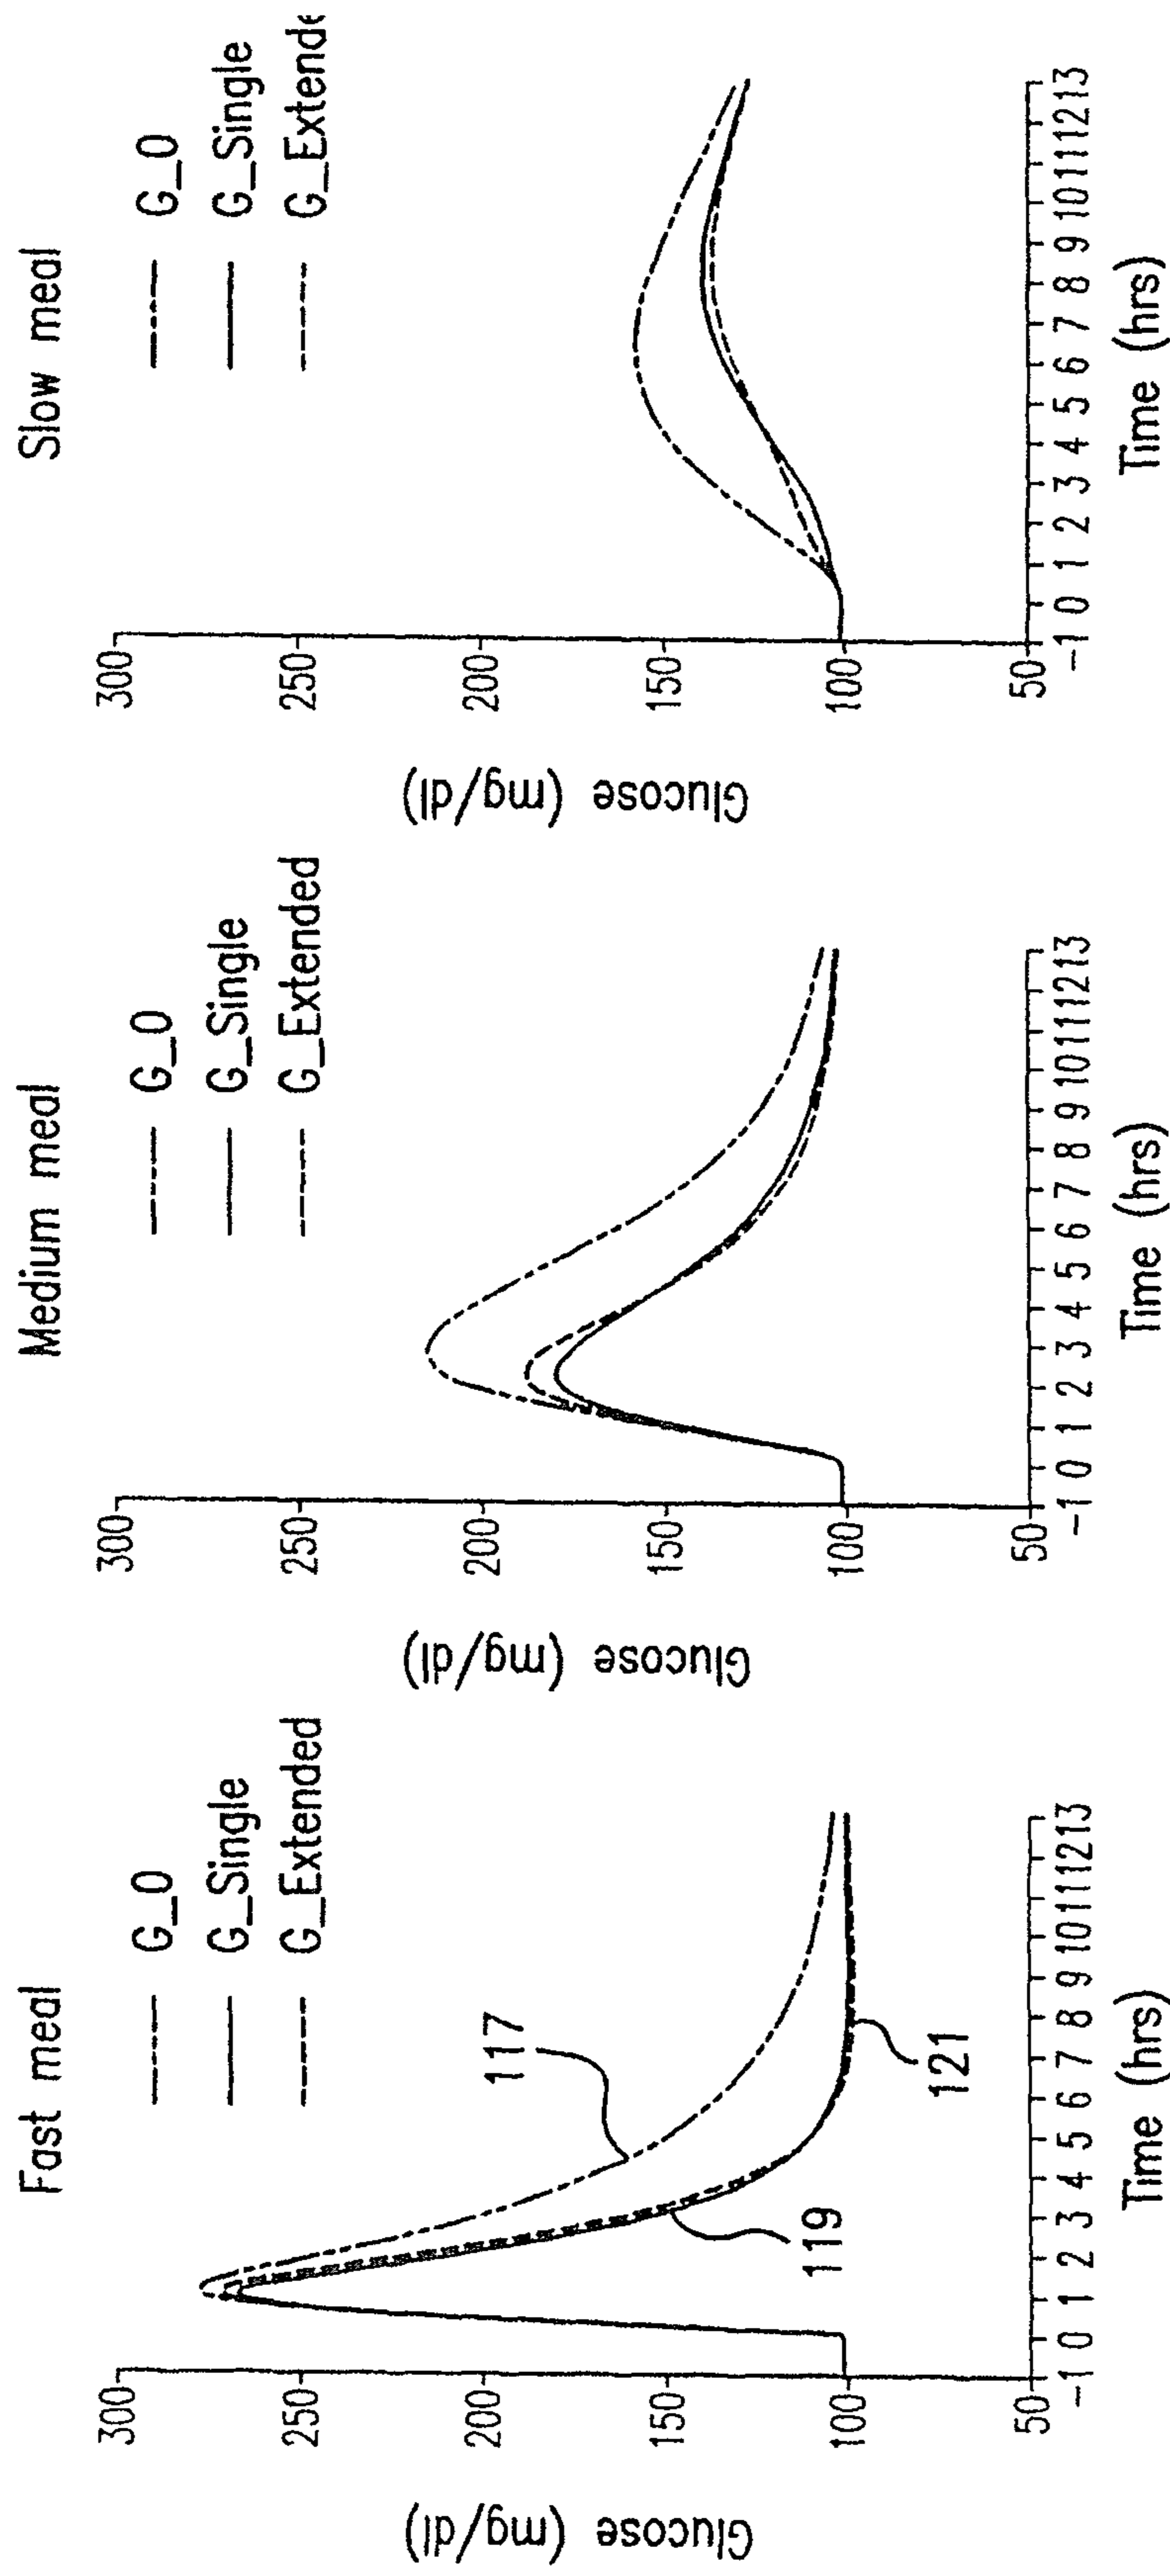 Fast meal
G_0
G_Single
G_Extended
Glucose (mg/dl)
300
250
200
150
100
50
117
119
121
-1 0 1 2 3 4 5 6 7 8 9 10 11 12 13
Time (hrs)
Medium meal
G_0
G_Single
G_Extended
Glucose (mg/dl)
300
250
200
150
100
50
-1 0 1 2 3 4 5 6 7 8 9 10 11 12 13
Time (hrs)
Slow meal
G_0
G_Single
G_Extende
Glucose (mg/dl)
300
250
200
150
100
50
-1 0 1 2 3 4 5 6 7 8 9 10 11 12 13
Time (hrs)